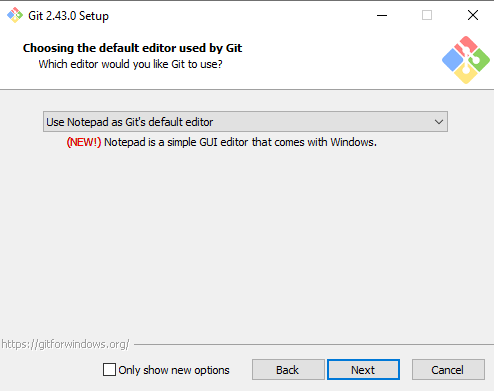 Git 2.43.0 Setup
Choosing the default editor used by Git
Which editor would you like Git to use?
Use Notepad as Git's default editor
(NEW!) Notepad is a simple GUI editor that comes with Windows.
https://gitforwindows.org/
Only show new options
Back
Next
Cancel